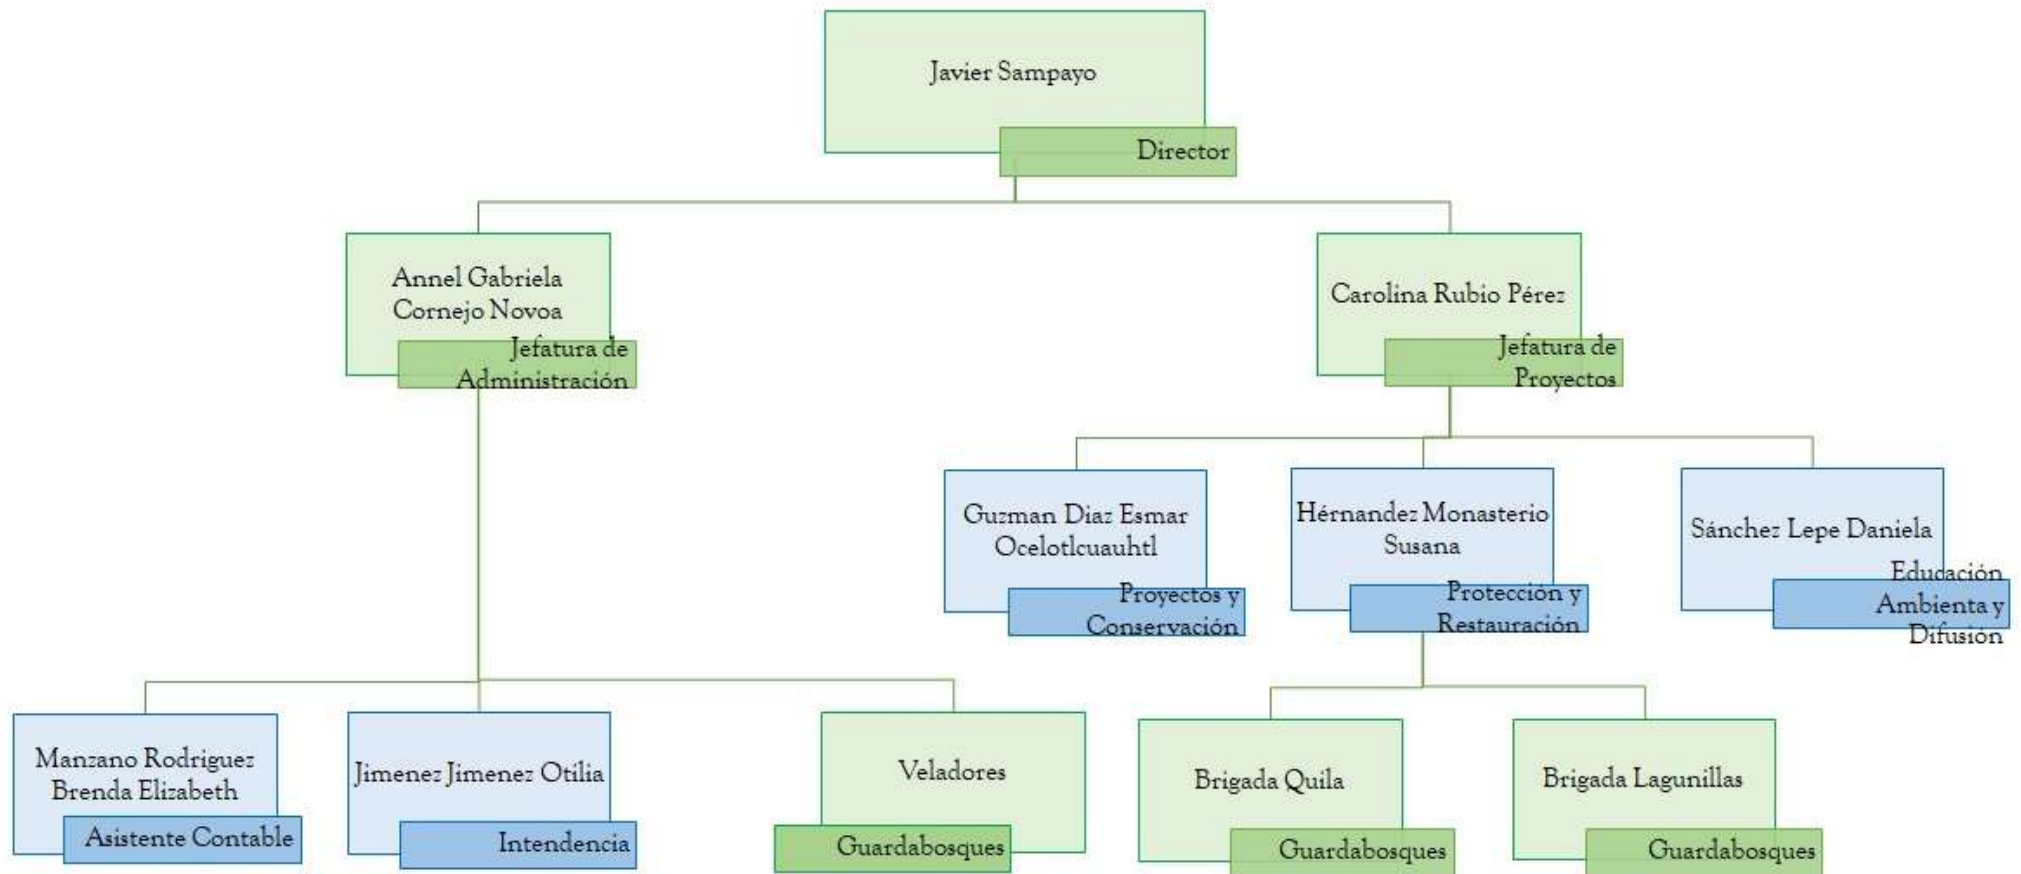 Javier Sampayo
Director
Annel Gabriela
Cornejo Novoa
Jefatura de
Administración
Carolina Rubio Pérez
Jefatura de
Proyectos
Guzman Diaz Esmar
Ocelotlcuauhtl
Proyectos y
Conservación
Hérnandez Monasterio
Susana
Protección y
Restauración
Sánchez Lepe Daniela
Educación
Ambienta y
Difusión
Manzano Rodriguez
Brenda Elizabeth
Asistente Contable
Jimenez Jimenez Otilia
Intendencia
Veladores
Guardabosques
Brigada Quila
Guardabosques
Brigada Lagunillas
Guardabosques